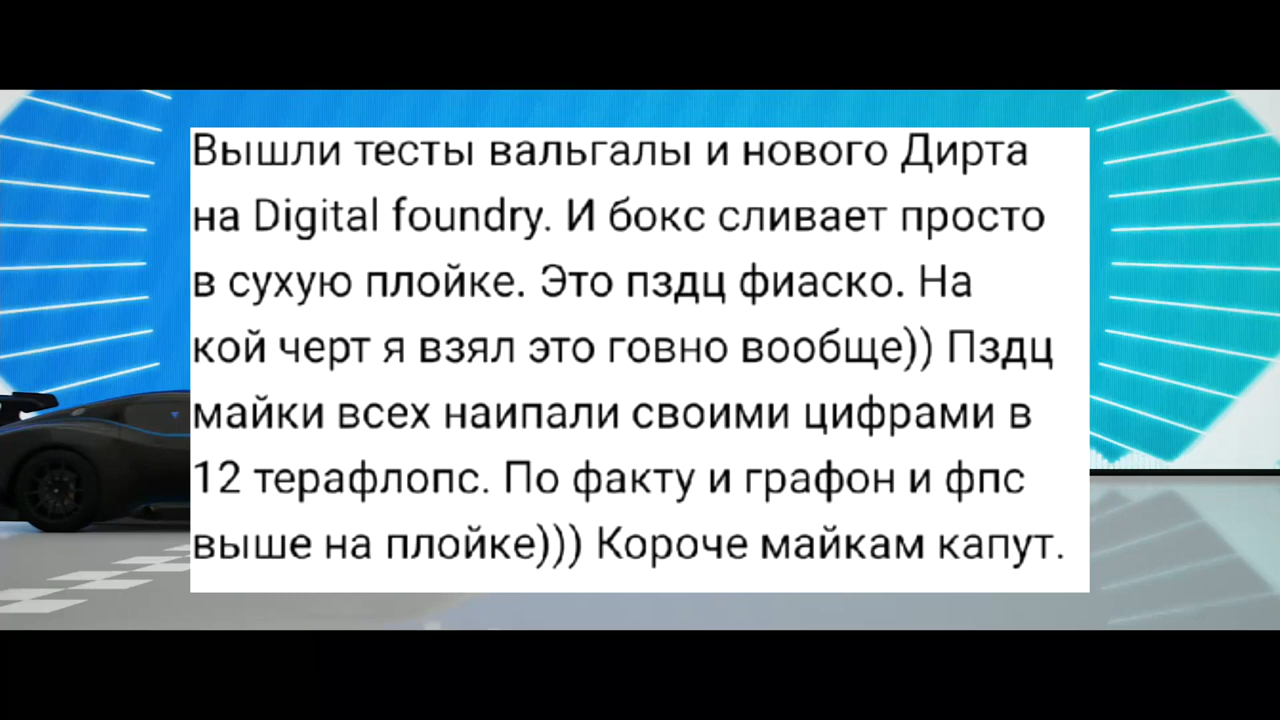 Вышли тесты вальгалы и нового Дирта
на Digital foundry. И бокс сливает просто
в сухую плойке. Это пздц фиаско. На
кой черт я взял это говно вообще)) Пздц
майки всех наипали своими цифрами в
12 терафлопс. По факту и графон и фпс
выше на плойке))) Короче майкам капут.